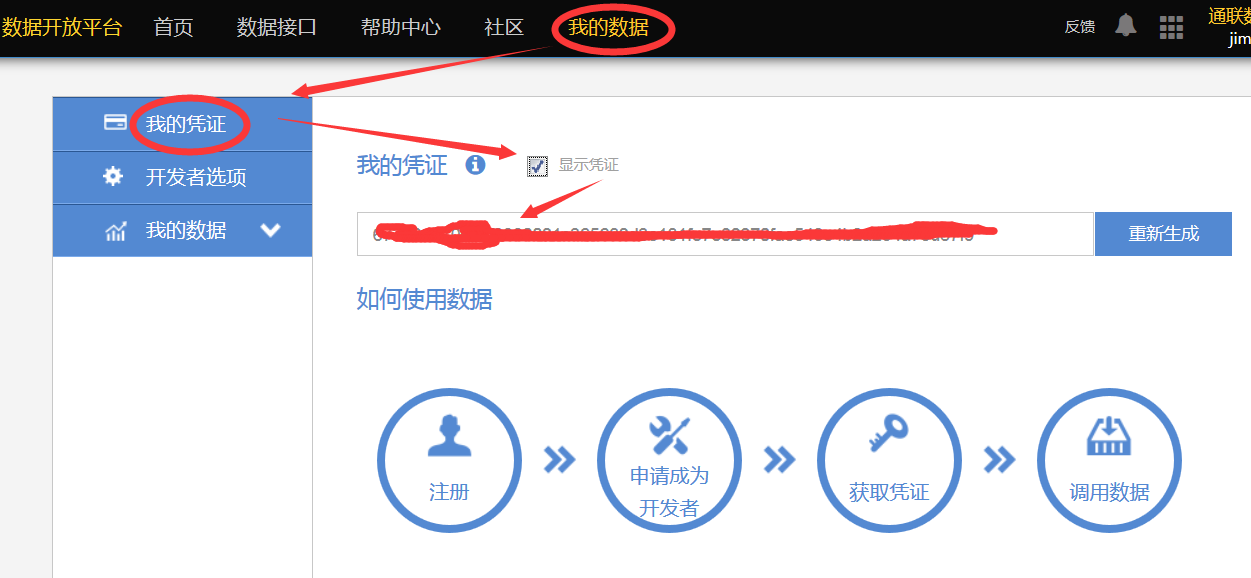 数据开放平台 首页 数据接口 帮助中心 社区 我的数据 反馈 通联数
jim
我的凭证
开发者选项
我的数据
我的凭证 显示凭证
重新生成
如何使用数据
注册
申请成为
开发者
获取凭证
调用数据